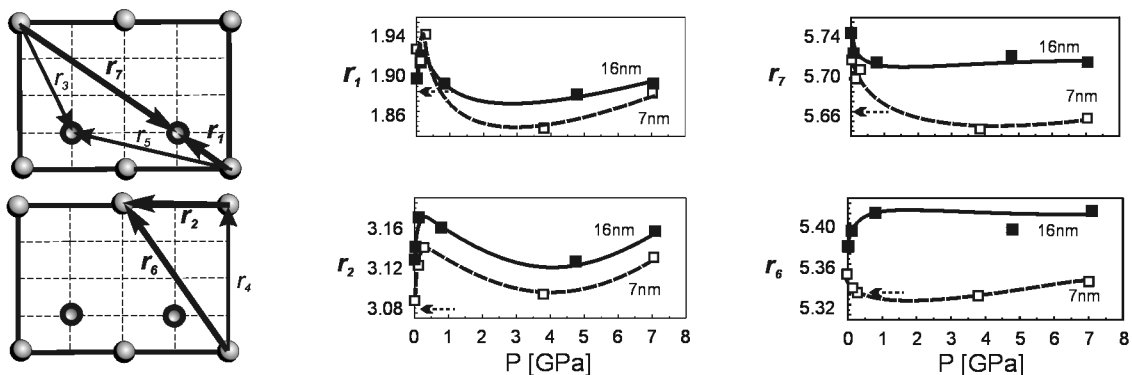 r3
r7
r5
r1
r2
r6
r4
r1
1.94
1.90
1.86
16nm
7nm
r7
5.74
5.70
5.66
16nm
7nm
r2
3.16
3.12
3.08
16nm
7nm
0 1 2 3 4 5 6 7 8
P [GPa]
r6
5.40
5.36
5.32
16nm
7nm
0 1 2 3 4 5 6 7 8
P [GPa]